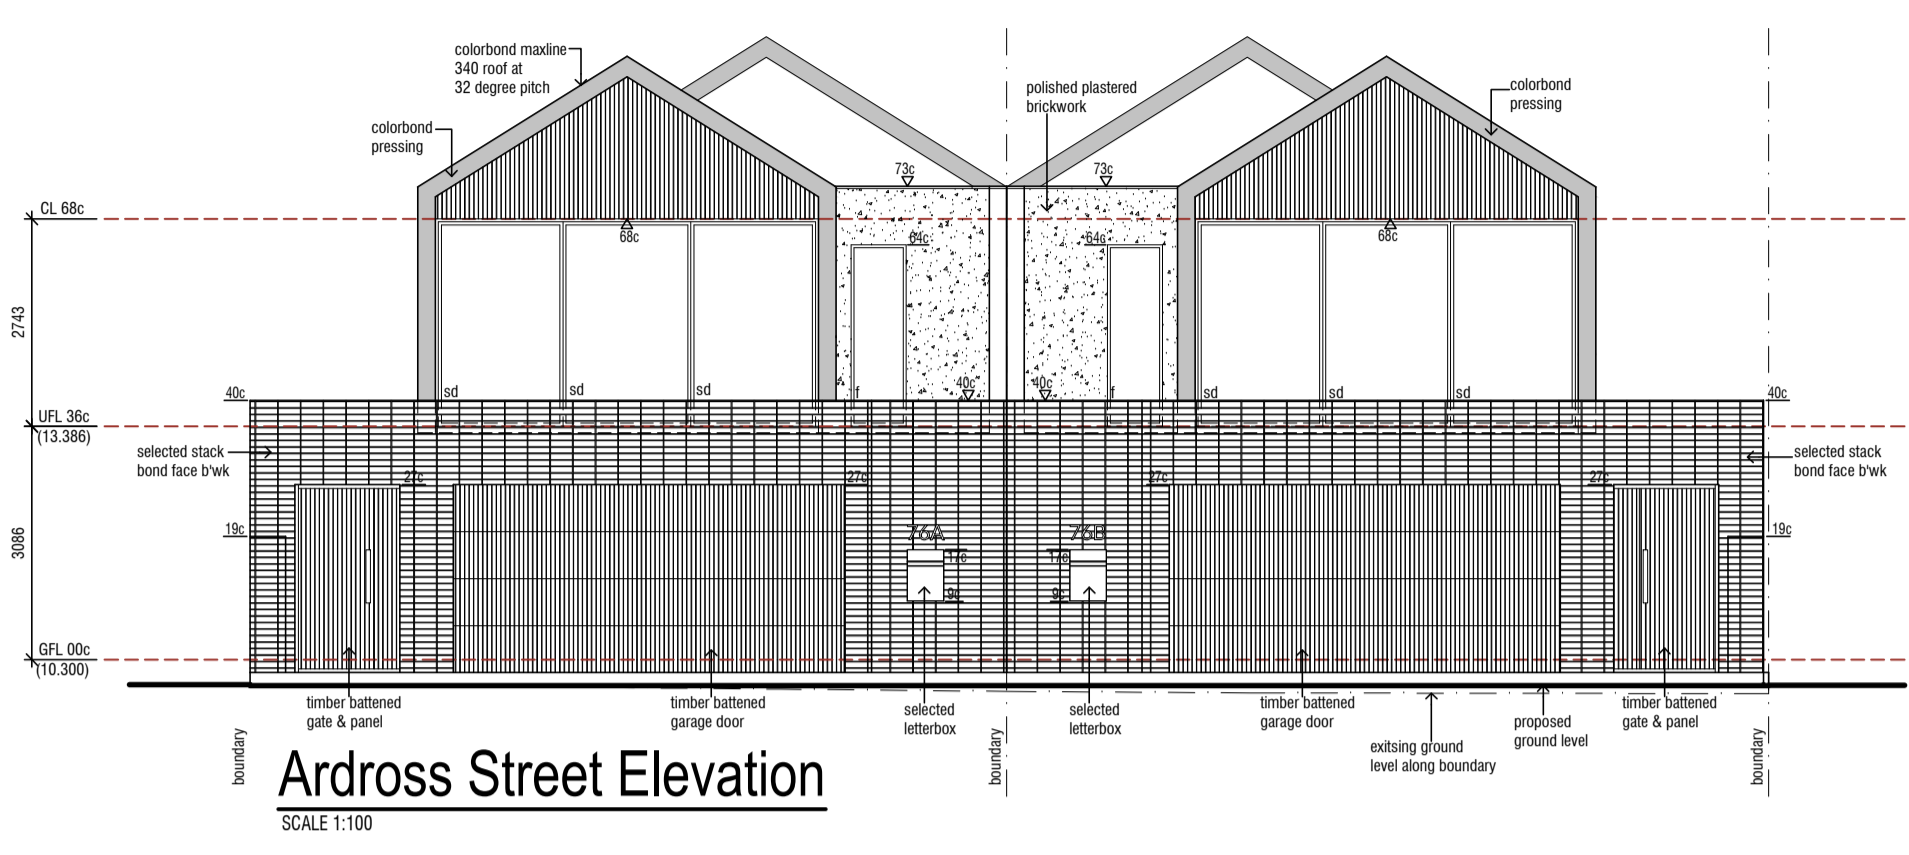 colorbond maxline
340 roof at
32 degree pitch
colorbond
pressing
polished plastered
brickwork
colorbond
pressing
73c
73c
CL 68c
68c
64c
64c
68c
2743
sd
sd
sd
f
40c
40c
f
sd
sd
sd
40c
40c
UFL 36c
(13.386)
selected stack
bond face b'wk
selected stack
bond face b'wk
27c
27c
27c
27c
19c
76A
76B
19c
3086
17c
17c
9c
9c
GFL 00c
(10.300)
timber battened
gate & panel
timber battened
garage door
selected
letterbox
selected
letterbox
timber battened
garage door
exitsing ground
level along boundary
proposed
ground level
timber battened
gate & panel
boundary
boundary
boundary
Ardross Street Elevation
SCALE 1:100